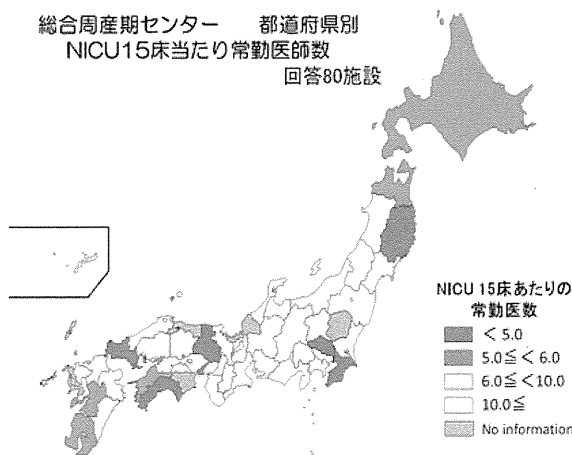 総合周産期センター　都道府県別
NICU15床当たり常勤医師数
回答80施設
NICU 15床あたりの
常勤医数
< 5.0
5.0≦ < 6.0
6.0≦ < 10.0
10.0≦
No information